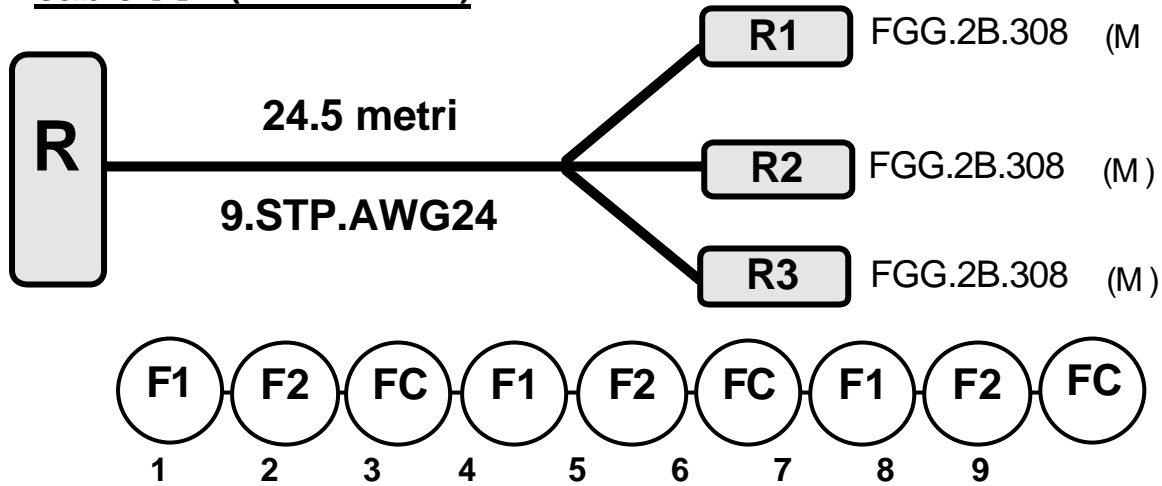 R1 FGG.2B.308 (M
R
24.5 metri
R2 FGG.2B.308 (M )
9.STP.AWG24
R3 FGG.2B.308 (M )
F1 F2 FC F1 F2 FC F1 F2 FC
1 2 3 4 5 6 7 8 9